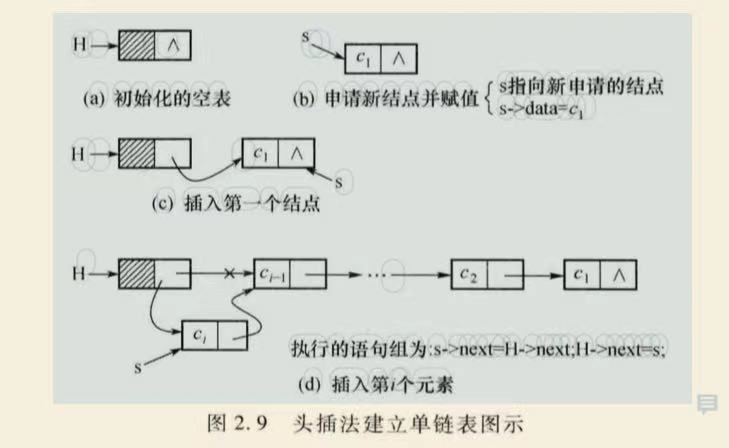 H ∧
s c₁ ∧
(a) 初始化的空表
(b) 申请新结点并赋值 { s指向新申请的结点
s->data=c₁
H c₁ ∧
s
(c) 插入第一个结点
H cᵢ₋₁ … c₂ c₁ ∧
cᵢ
s
执行的语句组为:s->next=H->next;H->next=s;
(d) 插入第i个元素
图 2.9 头插法建立单链表图示